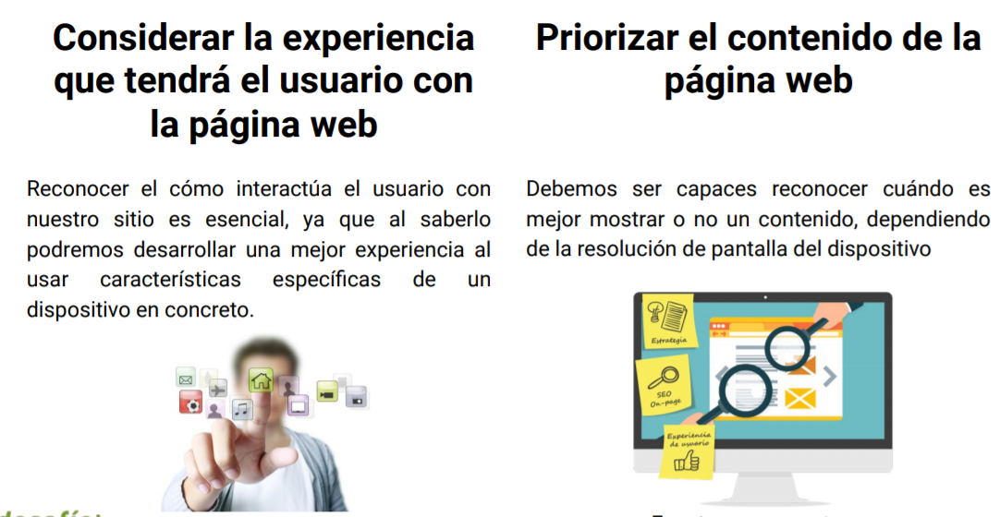 Considerar la experiencia
que tendrá el usuario con
la página web
Reconocer el cómo interactúa el usuario con
nuestro sitio es esencial, ya que al saberlo
podremos desarrollar una mejor experiencia al
usar características específicas de un
dispositivo en concreto.
Priorizar el contenido de la
página web
Debemos ser capaces reconocer cuándo es
mejor mostrar o no un contenido, dependiendo
de la resolución de pantalla del dispositivo
Estrategia
SEO
On-page
Experiencia
de usuario